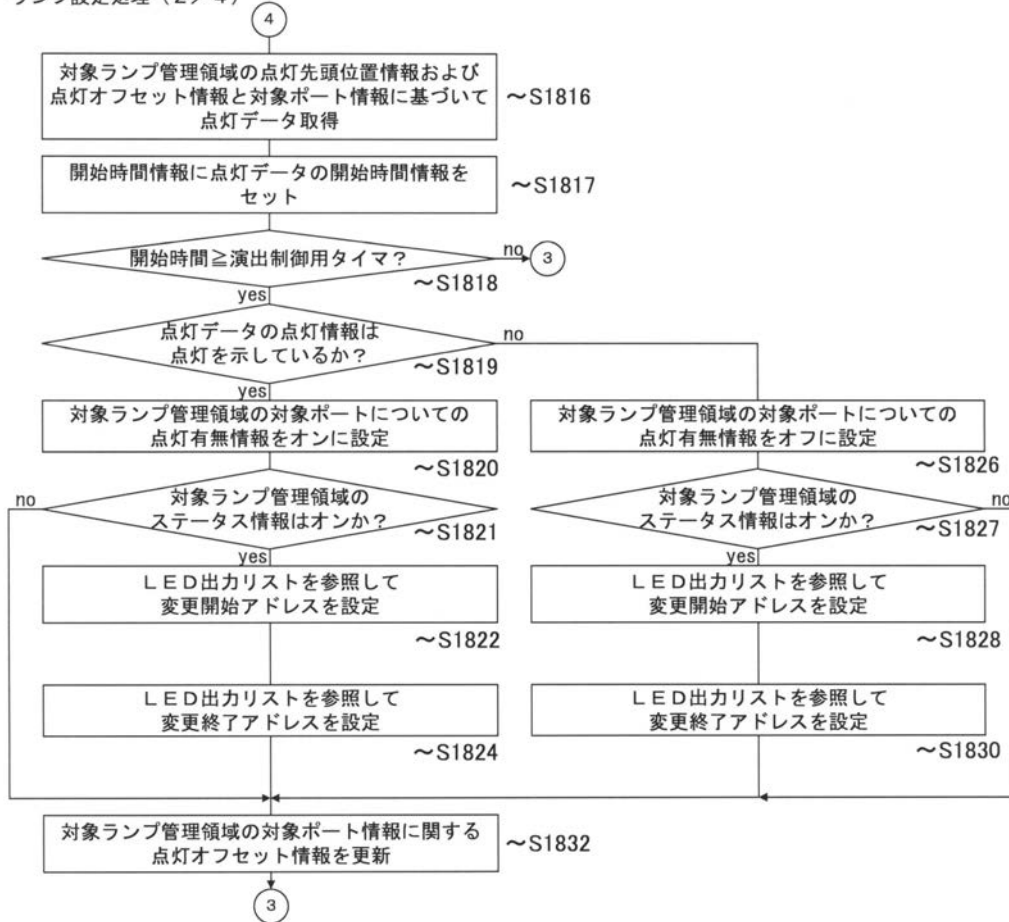 ランプ設定処理（２／４）
4
対象ランプ管理領域の点灯先頭位置情報および
点灯オフセット情報と対象ポート情報に基づいて
点灯データ取得
～S1816
開始時間情報に点灯データの開始時間情報を
セット
～S1817
開始時間≧演出制御用タイマ？
no
3
～S1818
yes
点灯データの点灯情報は
点灯を示しているか？
no
～S1819
yes
対象ランプ管理領域の対象ポートについての
点灯有無情報をオンに設定
～S1820
対象ランプ管理領域の対象ポートについての
点灯有無情報をオフに設定
～S1826
no
対象ランプ管理領域の
ステータス情報はオンか？
～S1821
yes
対象ランプ管理領域の
ステータス情報はオンか？
no
～S1827
yes
ＬＥＤ出力リストを参照して
変更開始アドレスを設定
～S1822
ＬＥＤ出力リストを参照して
変更開始アドレスを設定
～S1828
ＬＥＤ出力リストを参照して
変更終了アドレスを設定
～S1824
ＬＥＤ出力リストを参照して
変更終了アドレスを設定
～S1830
対象ランプ管理領域の対象ポート情報に関する
点灯オフセット情報を更新
～S1832
3